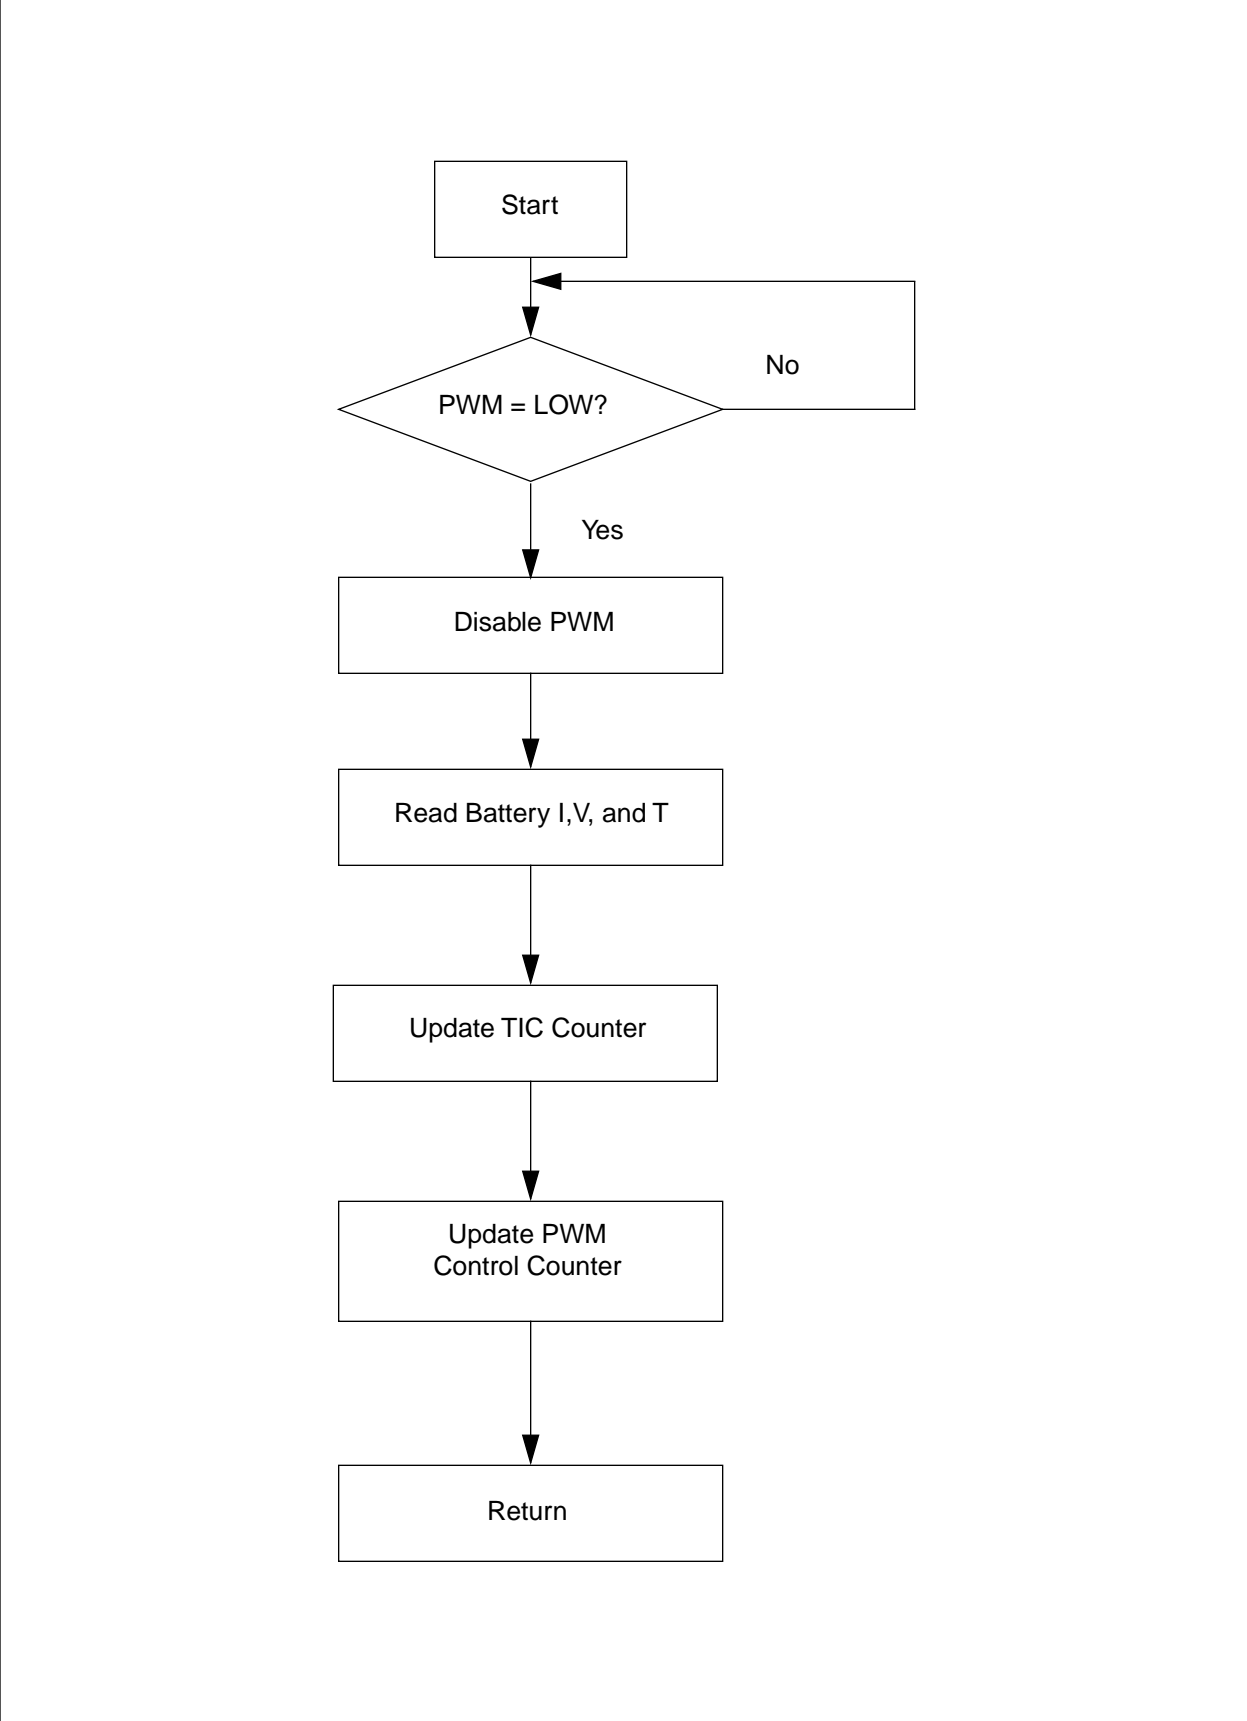 Start
No
PWM = LOW?
Yes
Disable PWM
Read Battery I,V, and T
Update TIC Counter
Update PWM
Control Counter
Return